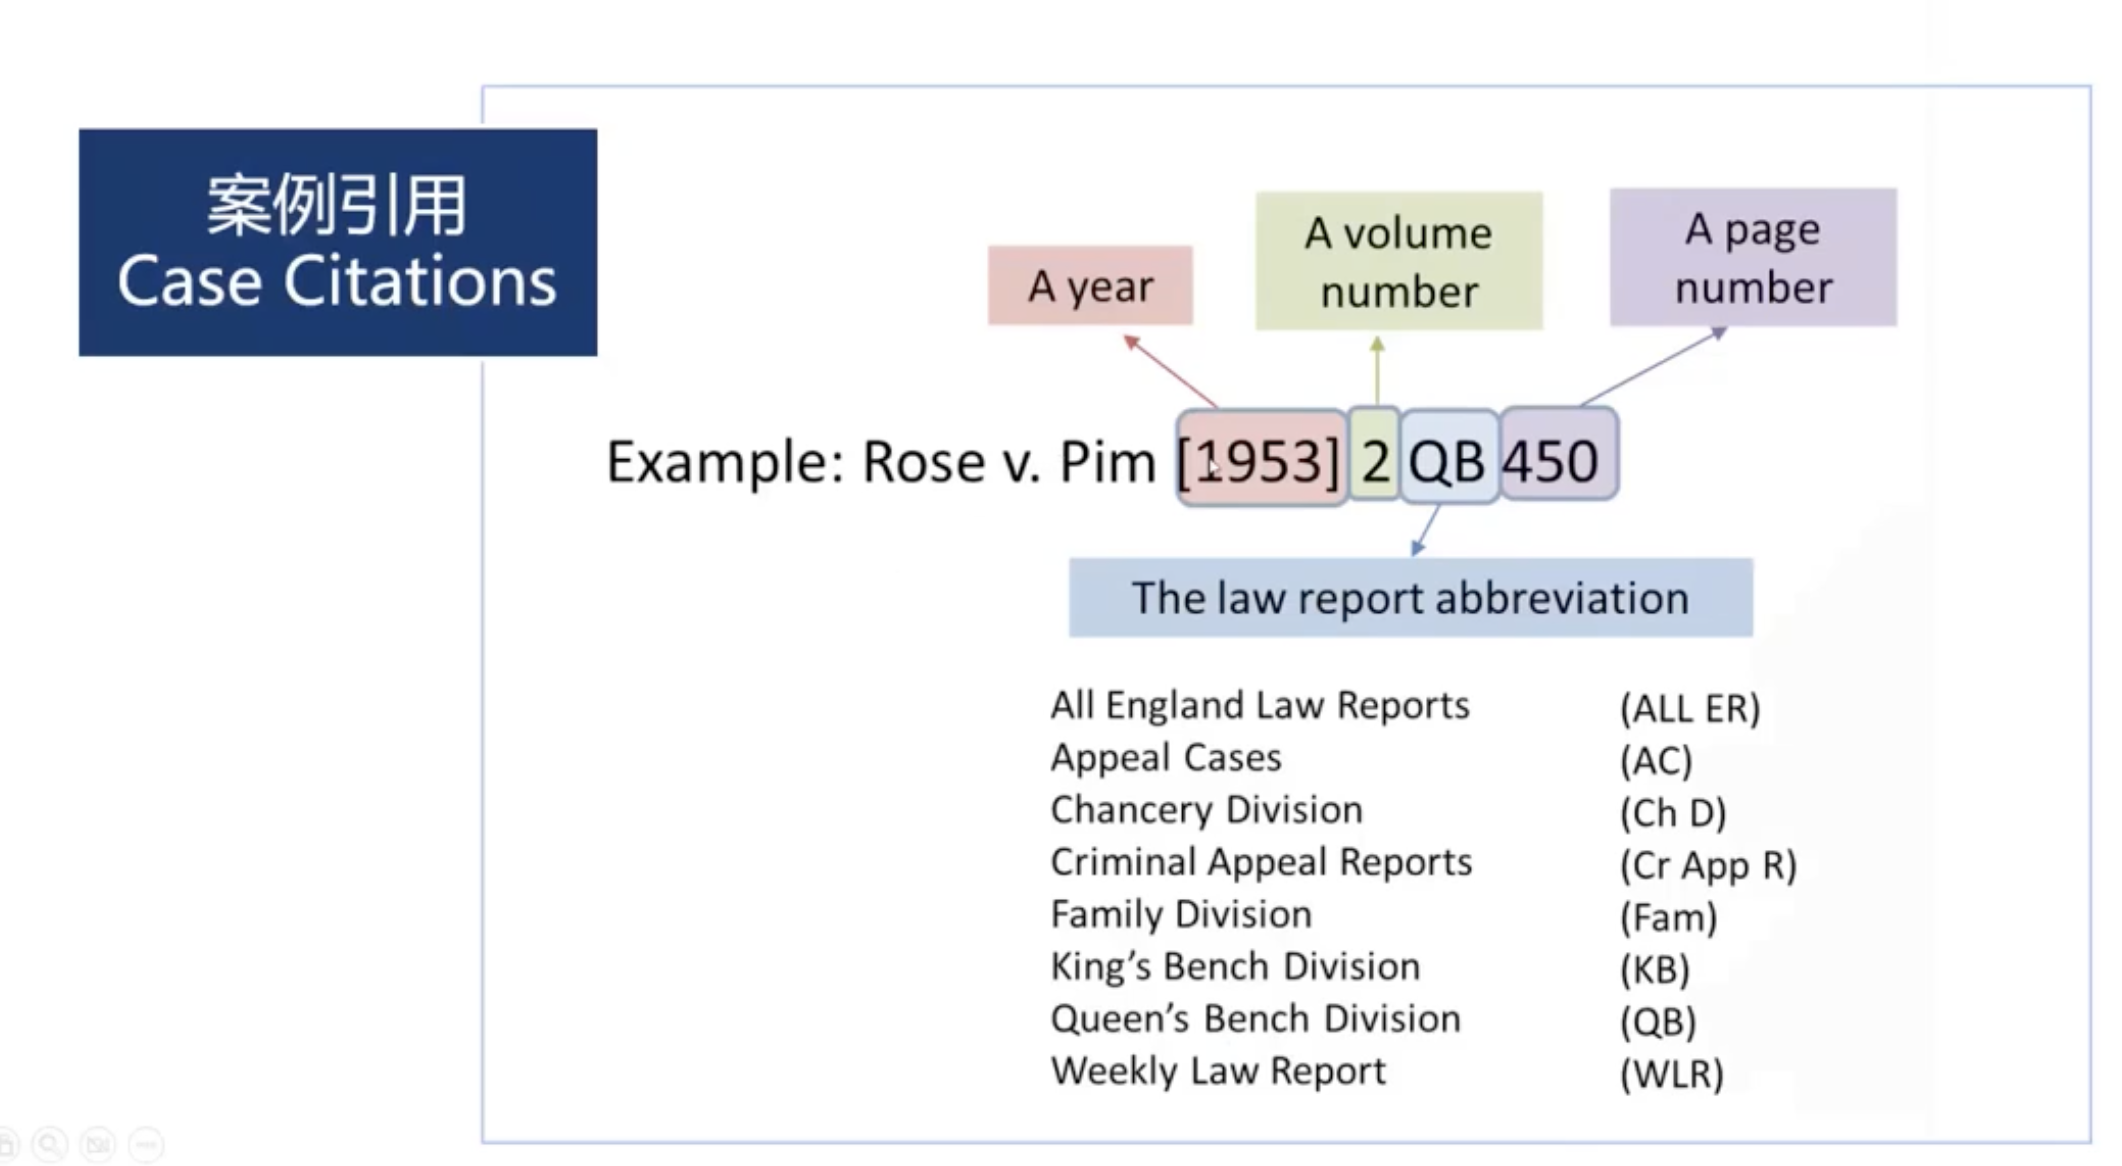 案例引用
Case Citations
A year
A volume
number
A page
number
Example: Rose v. Pim [1953] 2 QB 450
The law report abbreviation
All England Law Reports (ALL ER)
Appeal Cases (AC)
Chancery Division (Ch D)
Criminal Appeal Reports (Cr App R)
Family Division (Fam)
King’s Bench Division (KB)
Queen’s Bench Division (QB)
Weekly Law Report (WLR)